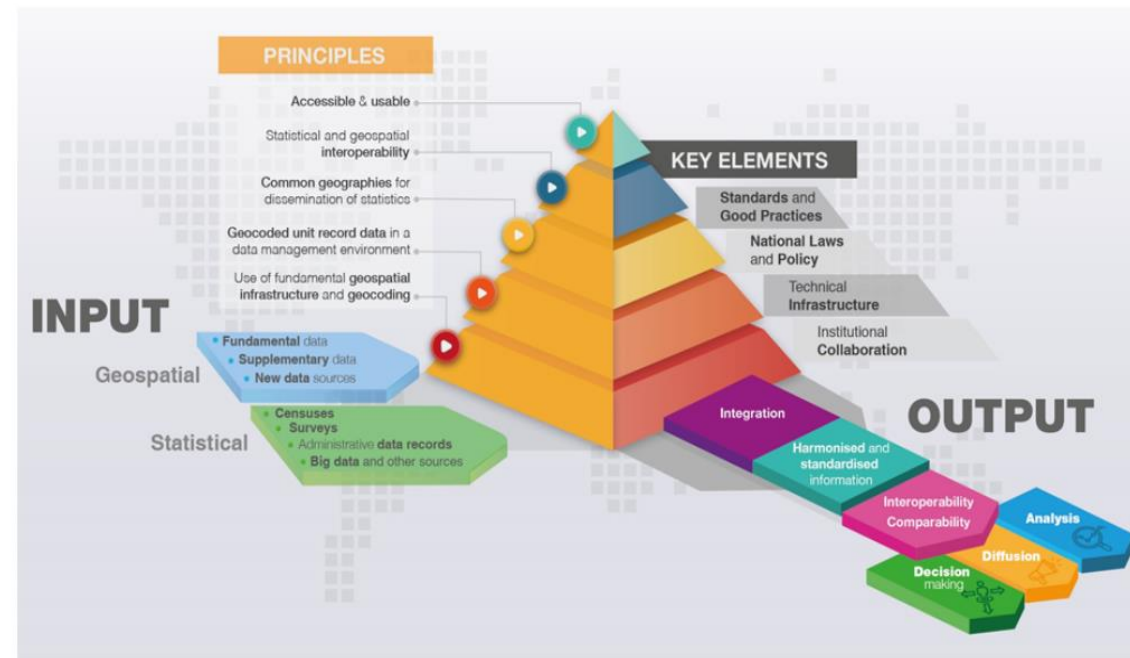 PRINCIPLES
Accessible & usable
Statistical and geospatial
interoperability
Common geographies for
dissemination of statistics
Geocoded unit record data in a
data management environment
Use of fundamental geospatial
infrastructure and geocoding
KEY ELEMENTS
Standards and
Good Practices
National Laws
and Policy
Technical
Infrastructure
Institutional
Collaboration
INPUT
Geospatial
Fundamental data
Supplementary data
New data sources
Statistical
Censuses
Surveys
Administrative data records
Big data and other sources
OUTPUT
Integration
Harmonised and
standardised
information
Interoperability
Comparability
Analysis
Diffusion
Decision
making